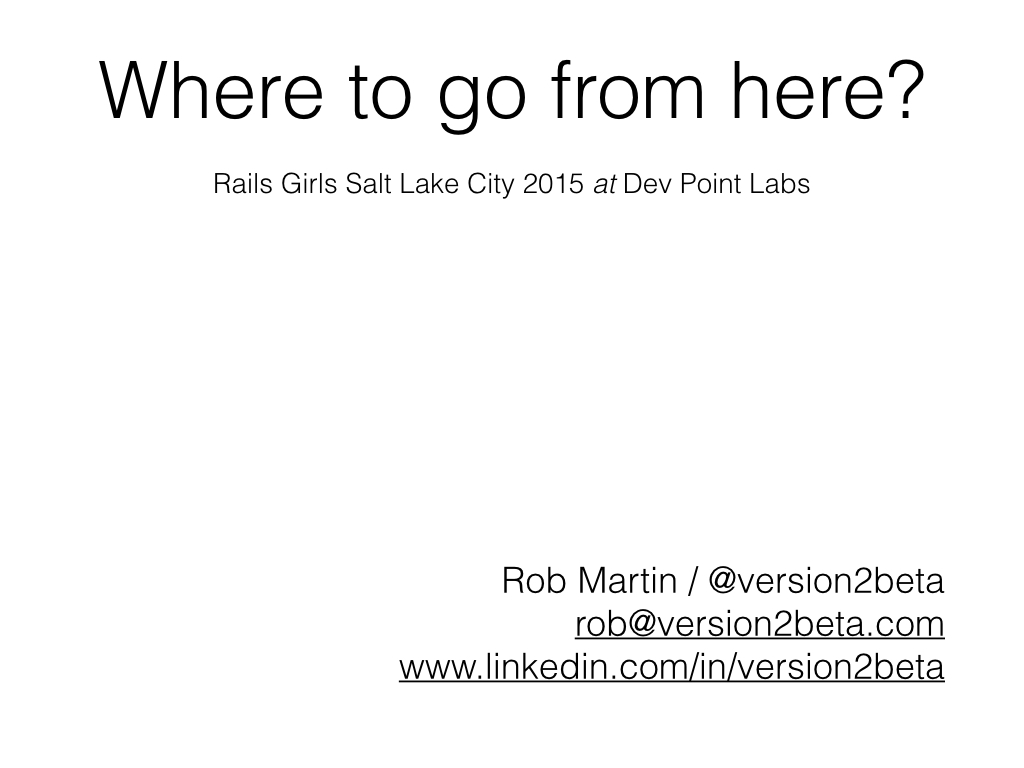 Where to go from here?
Rails Girls Salt Lake City 2015 at Dev Point Labs
Rob Martin / @version2beta
rob@version2beta.com
www.linkedin.com/in/version2beta